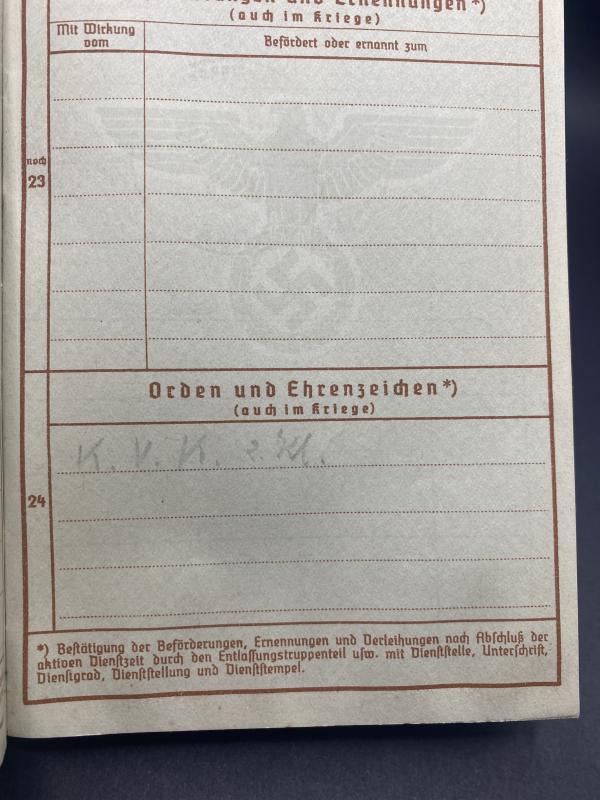 und Ernennungen*)
(auch im Kriege)
Mit Wirkung
vom
Befördert oder ernannt zum
noch
23
Orden und Ehrenzeichen*)
(auch im Kriege)
K. V. K. 2. Kl.
24
*) Bestätigung der Beförderungen, Ernennungen und Verleihungen nach Abschluß der
aktiven Dienstzeit durch den Entlassungstruppenteil usw. mit Dienststelle, Unterschrift,
Dienstgrad, Dienststellung und Dienststempel.